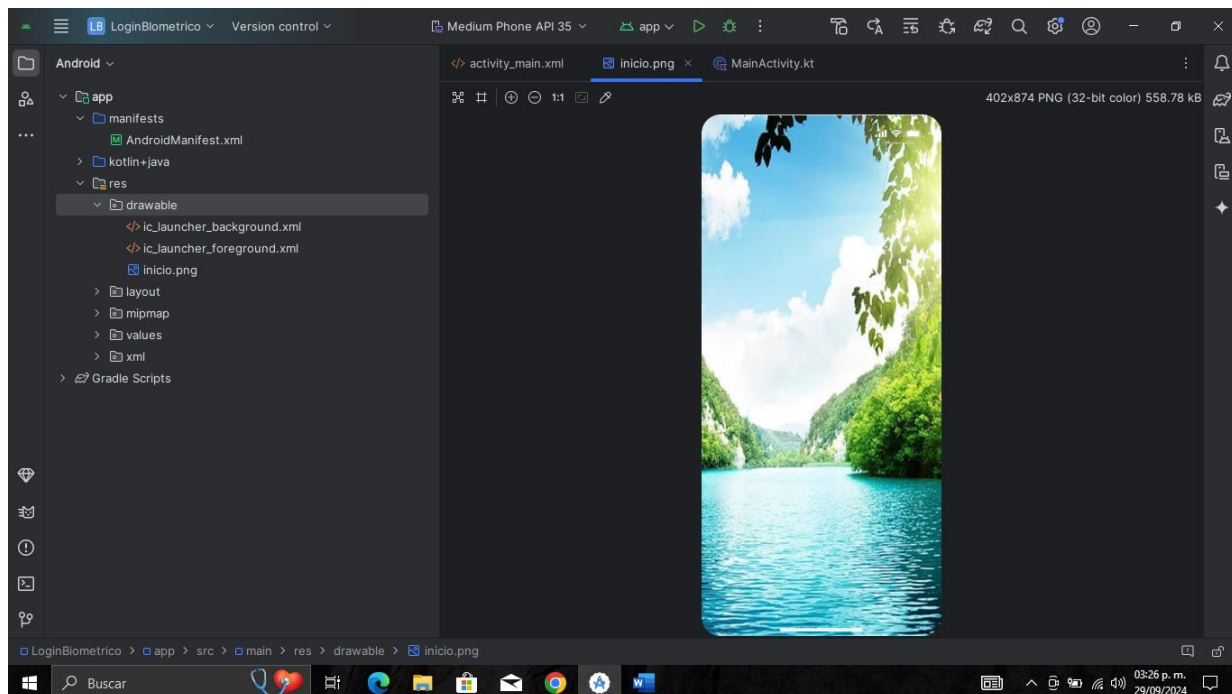 LB LoginBlometrico Version control Medium Phone API 35 app
Android
activity_main.xml inicio.png MainActivity.kt
1:1 402x874 PNG (32-bit color) 558.78 kB
app
manifests
M AndroidManifest.xml
kotlin+java
res
drawable
ic_launcher_background.xml
ic_launcher_foreground.xml
inicio.png
layout
mipmap
values
xml
Gradle Scripts
LoginBiometrico > app > src > main > res > drawable > inicio.png
Buscar
03:26 p. m.
29/09/2024